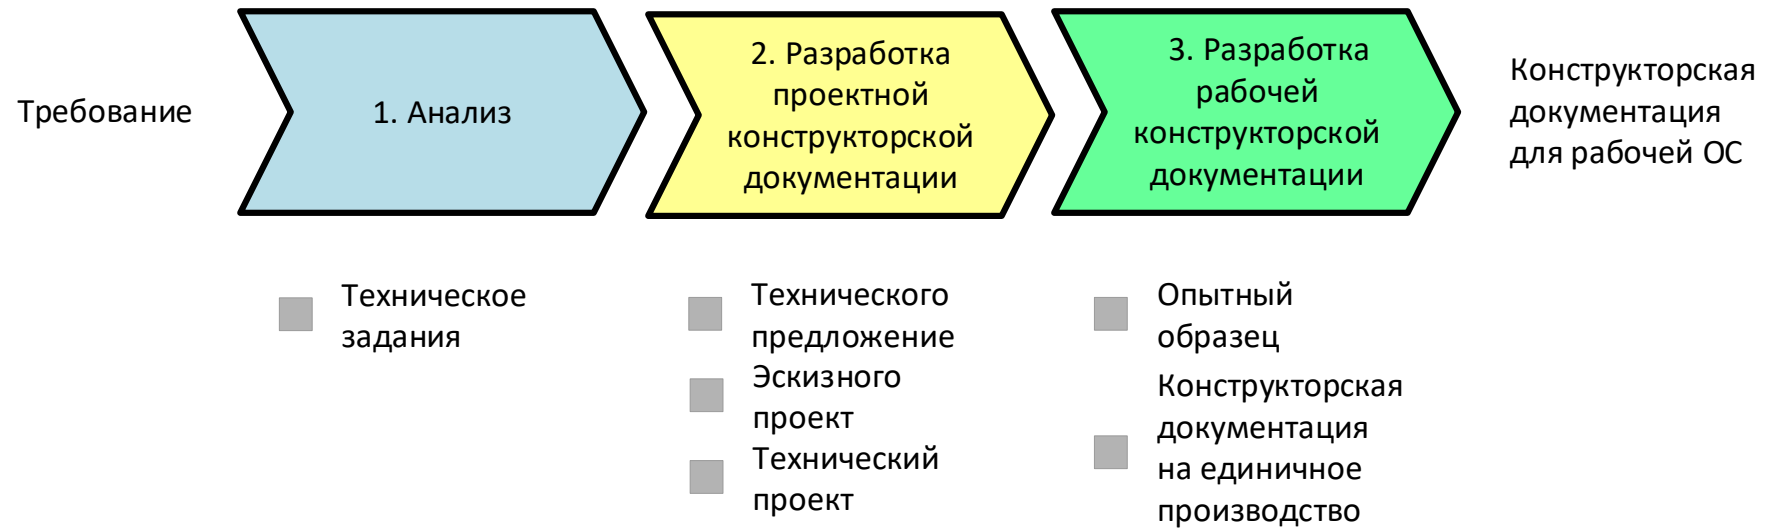 Требование
1. Анализ
2. Разработка
проектной
конструкторской
документации
3. Разработка
рабочей
конструкторской
документации
Конструкторская
документация
для рабочей ОС
Техническое
задания
Технического
предложение
Эскизного
проект
Технический
проект
Опытный
образец
Конструкторская
документация
на единичное
производство